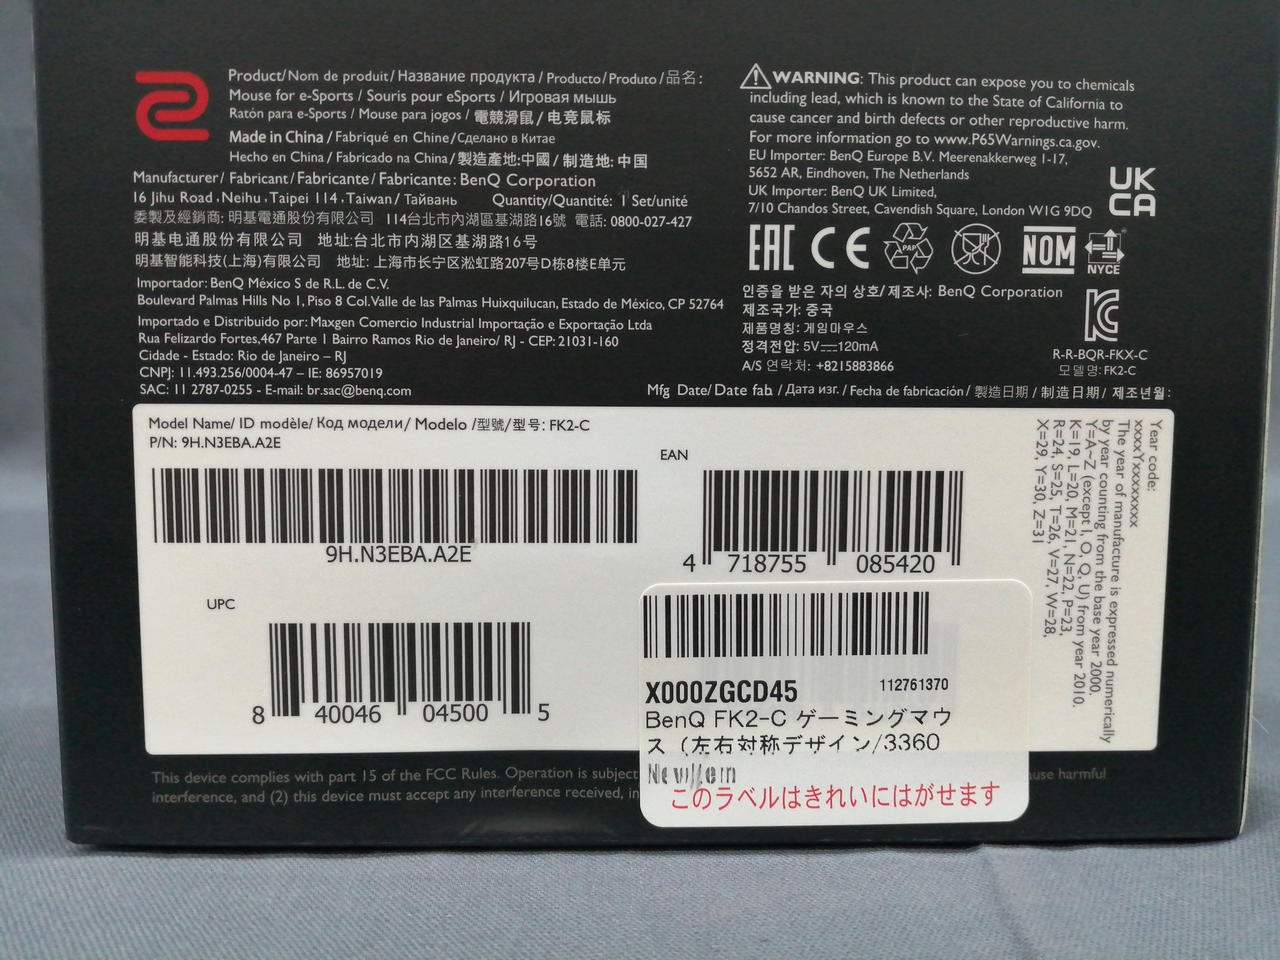 Product/Nom de produit/Название продукта/Producto/Produto/品名:
Mouse for e-Sports / Souris pour eSports / Игровая мышь
Ratón para e-Sports / Mouse para jogos / 電競滑鼠 / 电竞鼠标
Made in China / Fabriqué en Chine/Сделано в Китае
Hecho en China / Fabricado na China/製造產地:中國/ 制造地: 中国
Manufacturer/ Fabricant/ Fabricante/ Fabricante: BenQ Corporation
16 Jihu Road , Neihu , Taipei 114 , Taiwan/ Тайвань Quantity/Quantité: 1 Set/unité
委製及經銷商: 明基電通股份有限公司 114台北市內湖區基湖路16號 電話: 0800-027-427
明基电通股份有限公司 地址:台北市内湖区基湖路16号
明基智能科技(上海)有限公司 地址: 上海市长宁区淞虹路207号D栋8楼E单元
Importador: BenQ México S de R.L. de C.V.
Boulevard Palmas Hills No 1, Piso 8 Col.Valle de las Palmas Huixquilucan, Estado de México, CP 52764
Importado e Distribuido por: Maxgen Comercio Industrial Importação e Exportação Ltda
Rua Felizardo Fortes,467 Parte 1 Bairro Ramos Rio de Janeiro/ RJ - CEP: 21031-160
Cidade - Estado: Rio de Janeiro – RJ
CNPJ: 11.493.256/0004-47 – IE: 86957019
SAC: 11 2787-0255 - E-mail: br.sac@benq.com
WARNING: This product can expose you to chemicals
including lead, which is known to the State of California to
cause cancer and birth defects or other reproductive harm.
For more information go to www.P65Warnings.ca.gov.
EU Importer: BenQ Europe B.V. Meerenakkerweg 1-17,
5652 AR, Eindhoven, The Netherlands
UK Importer: BenQ UK Limited,
7/10 Chandos Street, Cavendish Square, London W1G 9DQ
UK
CA
EAC CE PAP NOM NYCE
인증을 받은 자의 상호/ 제조사: BenQ Corporation
제조국가: 중국
제품명칭: 게임마우스
정격전압: 5V⎓120mA
A/S 연락처: +8215883866
R-R-BQR-FKX-C
모델명: FK2-C
Mfg Date/ Date fab. / Дата изг. / Fecha de fabricación/ 製造日期 / 制造日期/ 제조년월:
Model Name/ ID modèle/ Код модели/ Modelo /型號/型号: FK2-C
P/N: 9H.N3EBA.A2E
9H.N3EBA.A2E
EAN
4 718755 085420
UPC
8 40046 04500 5
Year code:
xxxxYxxxxxxxx
The year of manufacture is expressed numerically
by year counting from the base year 2000.
Y=A~Z (except I, O, Q, U) from year 2010.
K=19, L=20, M=21, N=22, P=23,
R=24, S=25, T=26, V=27, W=28,
X=29, Y=30, Z=31
X000ZGCD45 112761370
BenQ FK2-C ゲーミングマウ
ス (左右対称デザイン/3360
このラベルはきれいにはがせます
This device complies with part 15 of the FCC Rules. Operation is subject
harmful
interference, and (2) this device must accept any interference received,